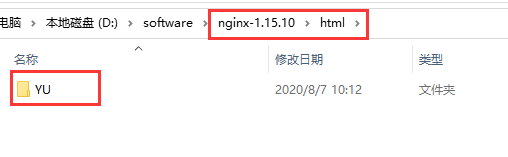 电脑 > 本地磁盘 (D:) > software > nginx-1.15.10 > html >
名称 修改日期 类型
YU 2020/8/7 10:12 文件夹